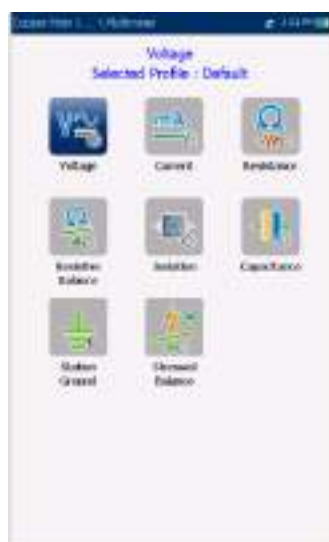 Voltage
Selected Profile : Default
Voltage
Current
Resistance
Resistive
Balance
Isolation
Capacitance
Station
Ground
Stressed
Balance